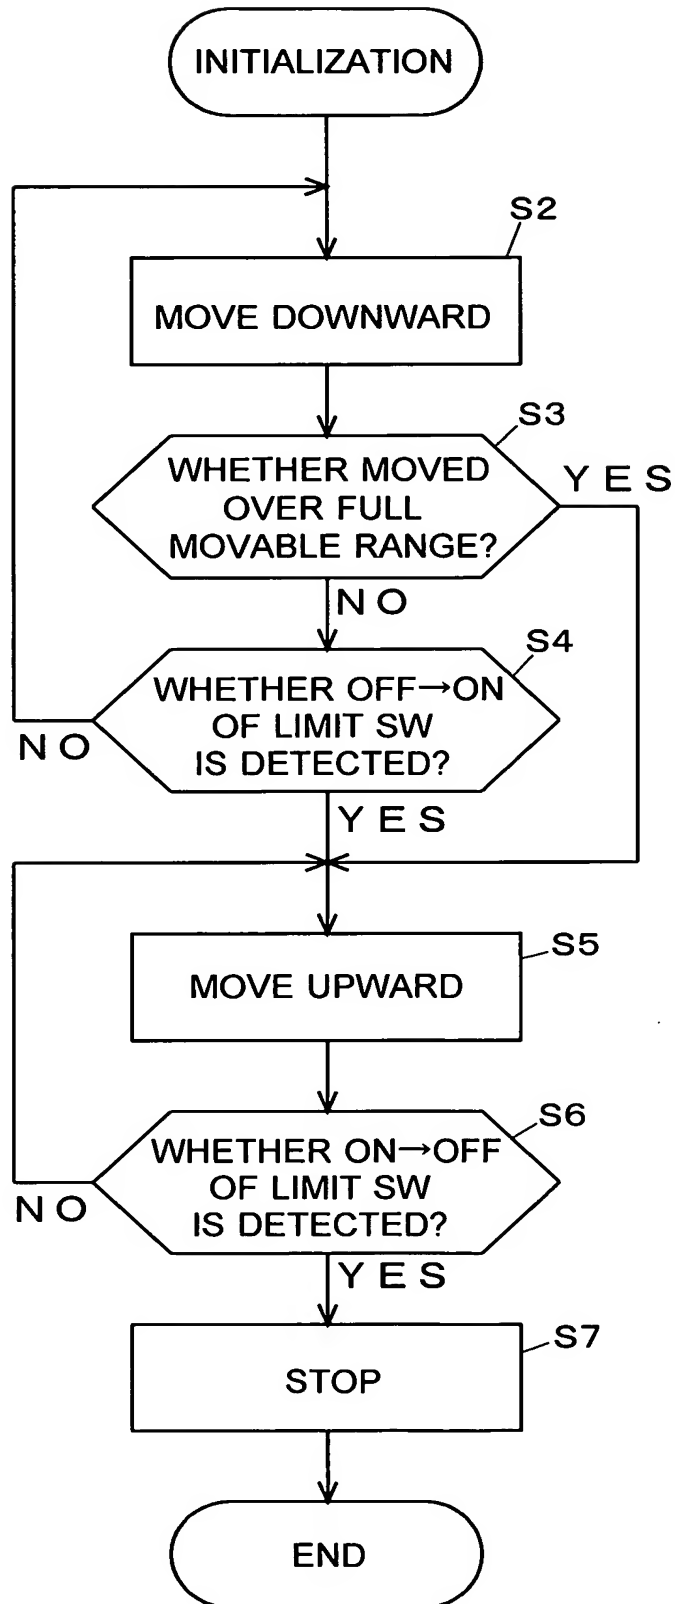 INITIALIZATION
S2
MOVE DOWNWARD
S3
WHETHER MOVED
OVER FULL
MOVABLE RANGE?
YES
NO
S4
WHETHER OFF→ON
OF LIMIT SW
IS DETECTED?
NO
YES
S5
MOVE UPWARD
S6
WHETHER ON→OFF
OF LIMIT SW
IS DETECTED?
NO
YES
S7
STOP
END